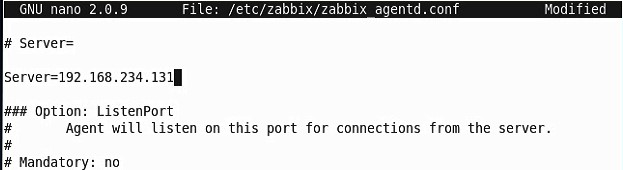 GNU nano 2.0.9 File: /etc/zabbix/zabbix_agentd.conf Modified
# Server=
Server=192.168.234.131
### Option: ListenPort
# Agent will listen on this port for connections from the server.
#
# Mandatory: no